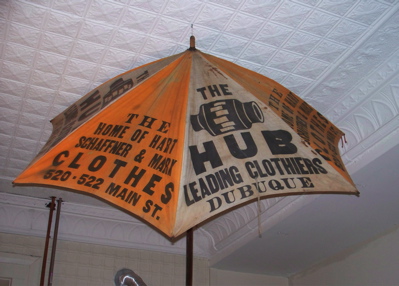 THE
HOME OF HART
SCHAFFNER & MARX
CLOTHES
520-522 MAIN ST.
THE
HUB
LEADING CLOTHIERS
DUBUQUE